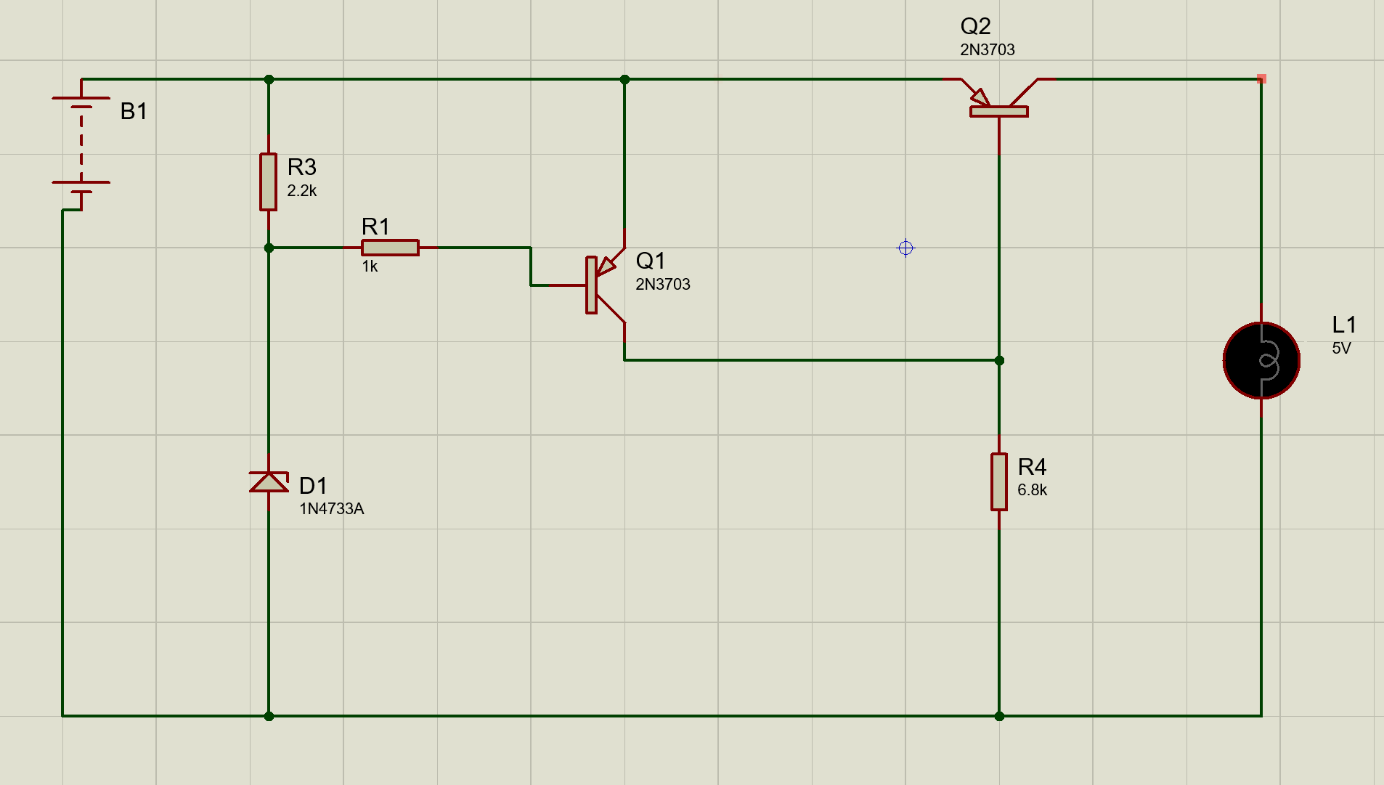 Q2
2N3703
B1
R3
2.2k
R1
1k
Q1
2N3703
L1
5V
R4
6.8k
D1
1N4733A